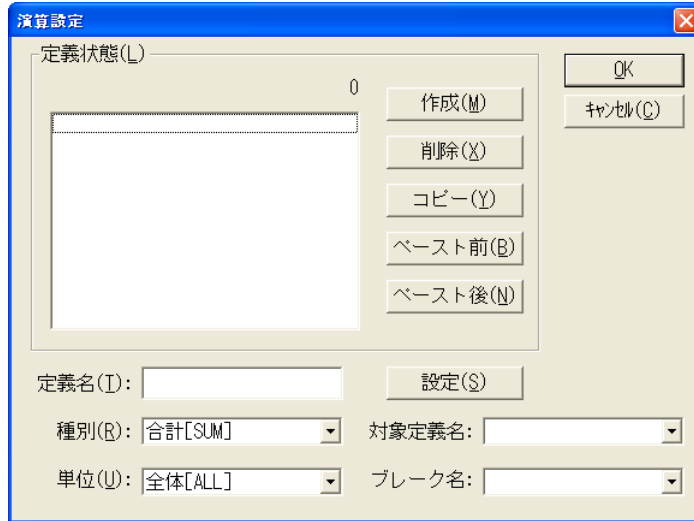 演算設定
定義状態(L)
0
作成(M)
削除(X)
コピー(Y)
ペースト前(B)
ペースト後(N)
OK
ｷｬﾝｾﾙ(C)
定義名(T):
設定(S)
種別(R): 合計[SUM]
対象定義名:
単位(U): 全体[ALL]
ブレーク名: